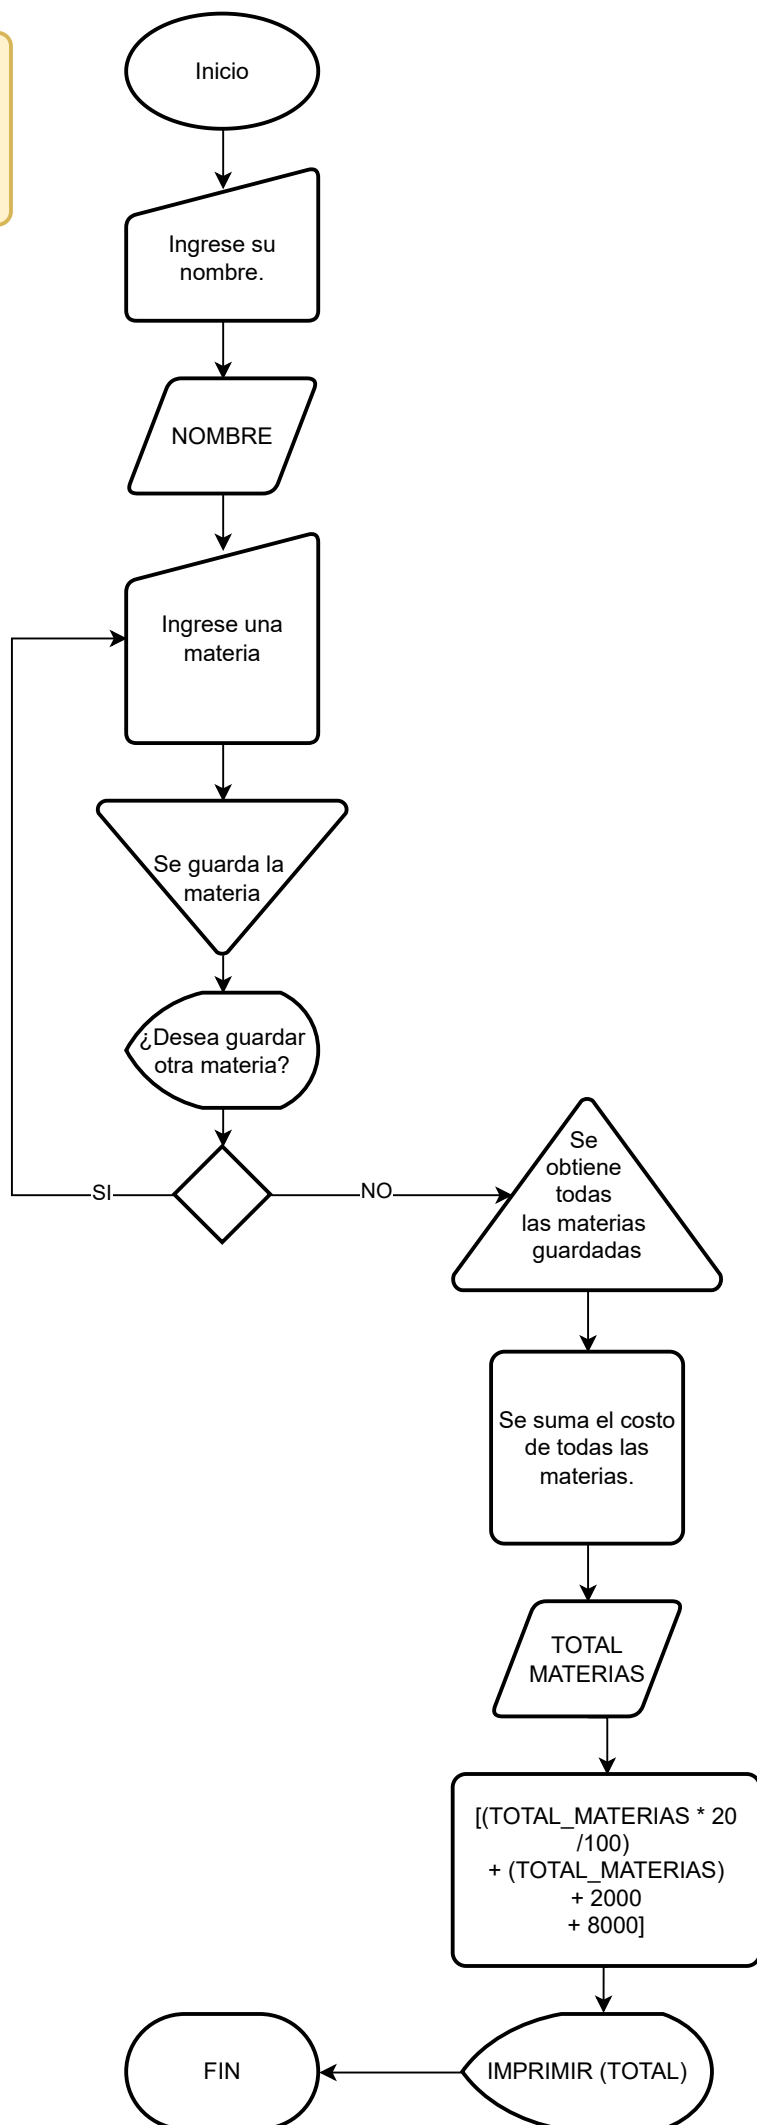 Inicio
Ingrese su
nombre.
NOMBRE
Ingrese una
materia
Se guarda la
materia
¿Desea guardar
otra materia?
SI
NO
Se
obtiene
todas
las materias
guardadas
Se suma el costo
de todas las
materias.
TOTAL
MATERIAS
[(TOTAL_MATERIAS * 20
/100)
+ (TOTAL_MATERIAS)
+ 2000
+ 8000]
IMPRIMIR (TOTAL)
FIN